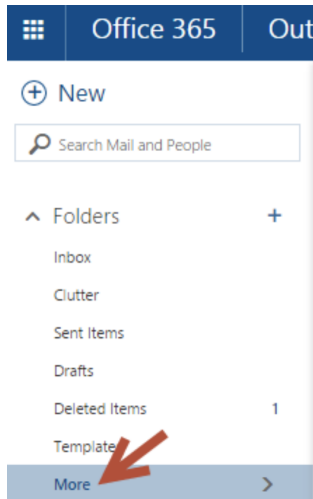 Office 365 Out
+ New
Search Mail and People
Folders +
Inbox
Clutter
Sent Items
Drafts
Deleted Items 1
Template
More